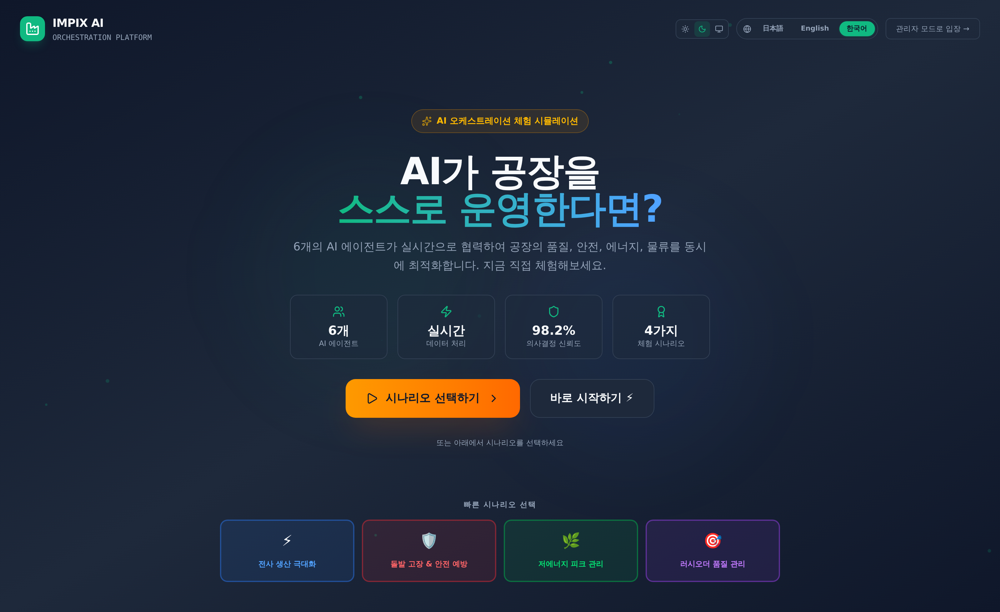 IMPIX AI
ORCHESTRATION PLATFORM
日本語
English
한국어
관리자 모드로 입장 →
AI 오케스트레이션 체험 시뮬레이션
AI가 공장을
스스로 운영한다면?
6개의 AI 에이전트가 실시간으로 협력하여 공장의 품질, 안전, 에너지, 물류를 동시
에 최적화합니다. 지금 직접 체험해보세요.
6개
AI 에이전트
실시간
데이터 처리
98.2%
의사결정 신뢰도
4가지
체험 시나리오
시나리오 선택하기
바로 시작하기 ⚡
또는 아래에서 시나리오를 선택하세요
빠른 시나리오 선택
전사 생산 극대화
돌발 고장 & 안전 예방
저에너지 피크 관리
러시오더 품질 관리